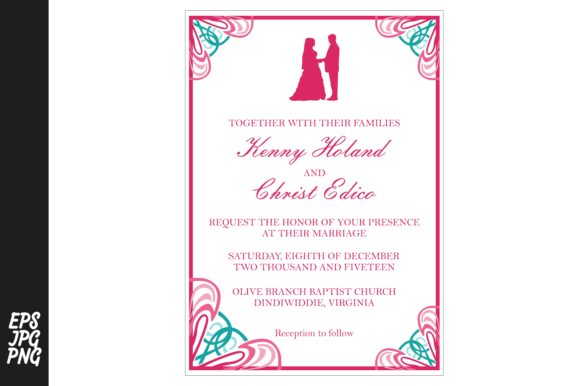 TOGETHER WITH THEIR FAMILIES
Kenny Holand
AND
Christ Edico
REQUEST THE HONOR OF YOUR PRESENCE
AT THEIR MARRIAGE
SATURDAY, EIGHTH OF DECEMBER
TWO THOUSAND AND FIVETEEN
OLIVE BRANCH BAPTIST CHURCH
DINDIWIDDIE, VIRGINIA
Reception to follow
EPS
JPG
PNG